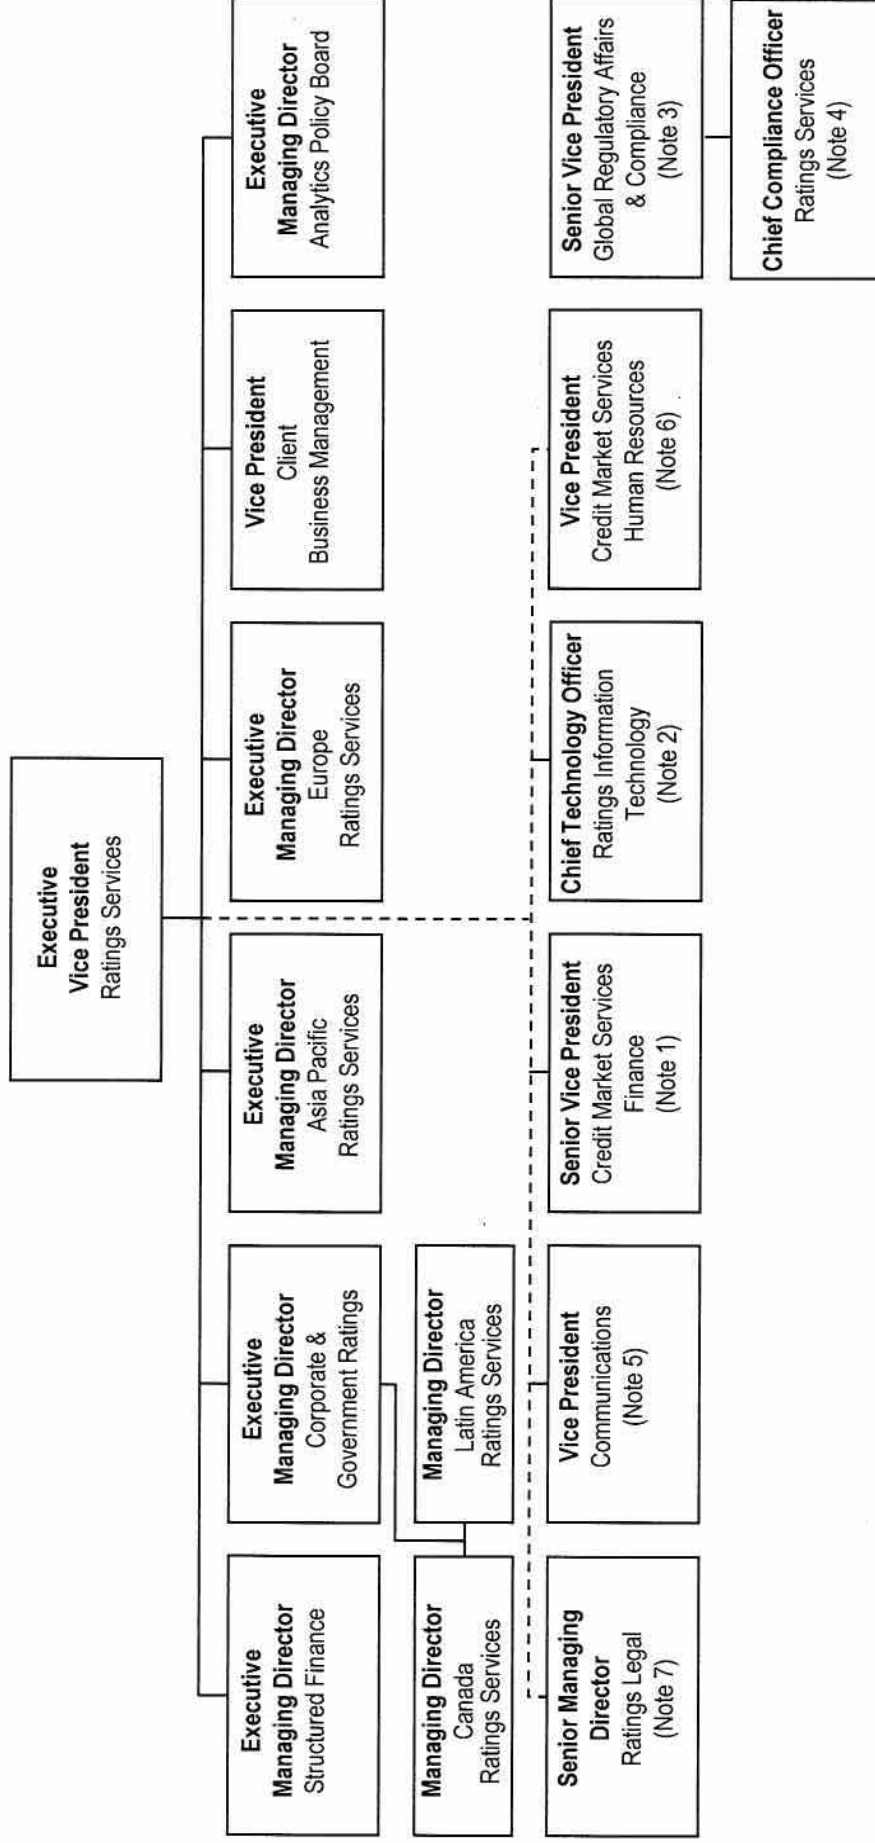 Executive
Vice President
Ratings Services
Executive
Managing Director
Structured Finance
Executive
Managing Director
Corporate &
Government Ratings
Executive
Managing Director
Asia Pacific
Ratings Services
Executive
Managing Director
Europe
Ratings Services
Vice President
Client
Business Management
Executive
Managing Director
Analytics Policy Board
Managing Director
Canada
Ratings Services
Managing Director
Latin America
Ratings Services
Senior Managing
Director
Ratings Legal
(Note 7)
Vice President
Communications
(Note 5)
Senior Vice President
Credit Market Services
Finance
(Note 1)
Chief Technology Officer
Ratings Information
Technology
(Note 2)
Vice President
Credit Market Services
Human Resources
(Note 6)
Senior Vice President
Global Regulatory Affairs
& Compliance
(Note 3)
Chief Compliance Officer
Ratings Services
(Note 4)